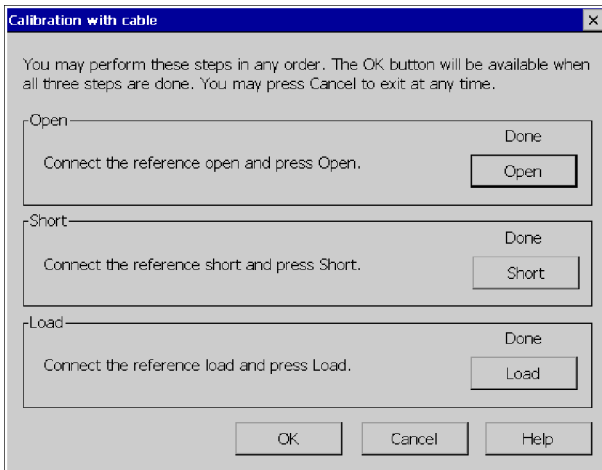 Calibration with cable
You may perform these steps in any order. The OK button will be available when
all three steps are done. You may press Cancel to exit at any time.
Open
Done
Connect the reference open and press Open.
Open
Short
Done
Connect the reference short and press Short.
Short
Load
Done
Connect the reference load and press Load.
Load
OK Cancel Help